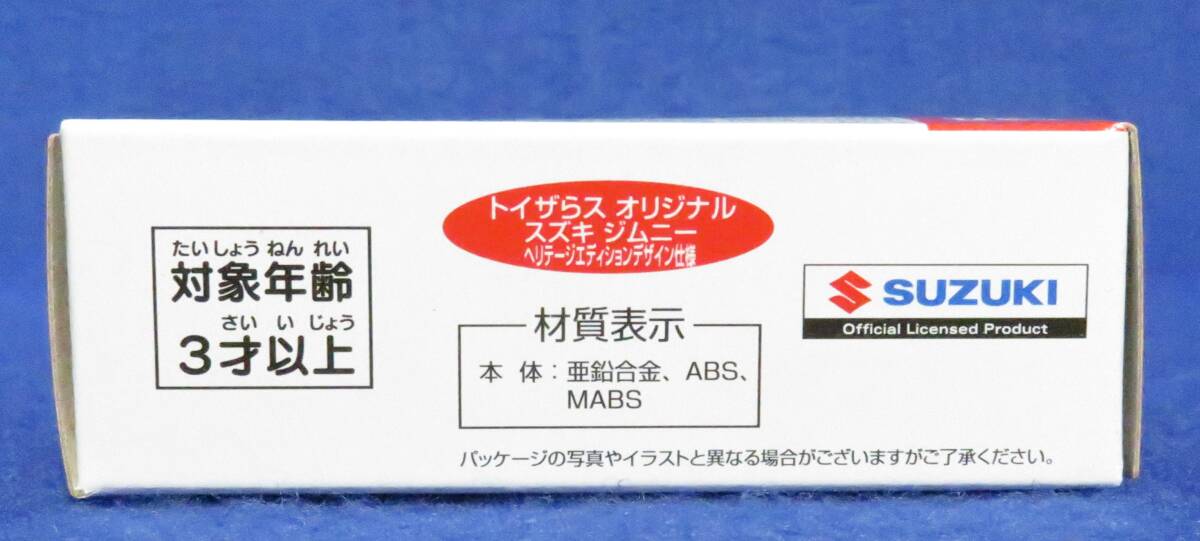 たいしょう ねん れい
対象年齢
さい い じょう
3才以上
トイザらス オリジナル
スズキ ジムニー
ヘリテージエディションデザイン仕様
材質表示
本 体：亜鉛合金、ABS、
MABS
SUZUKI
Official Licensed Product
パッケージの写真やイラストと異なる場合がございますがご了承ください。